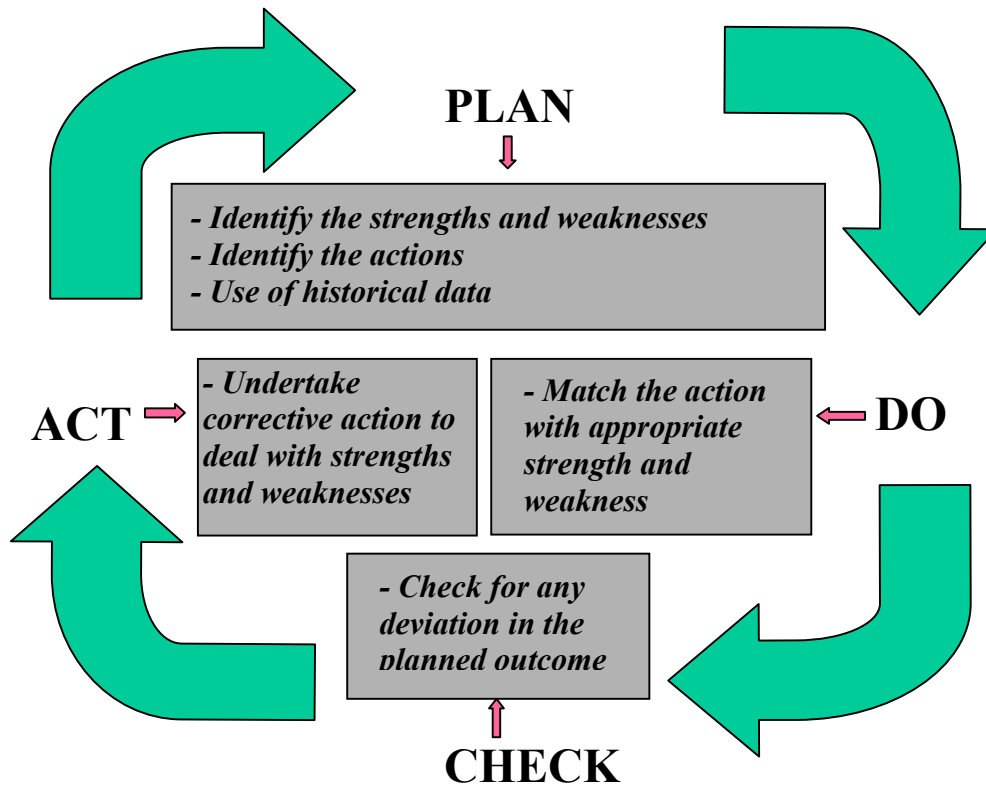 PLAN
- Identify the strengths and weaknesses
- Identify the actions
- Use of historical data
DO
- Match the action
with appropriate
strength and
weakness
CHECK
- Check for any
deviation in the
planned outcome
ACT
- Undertake
corrective action to
deal with strengths
and weaknesses